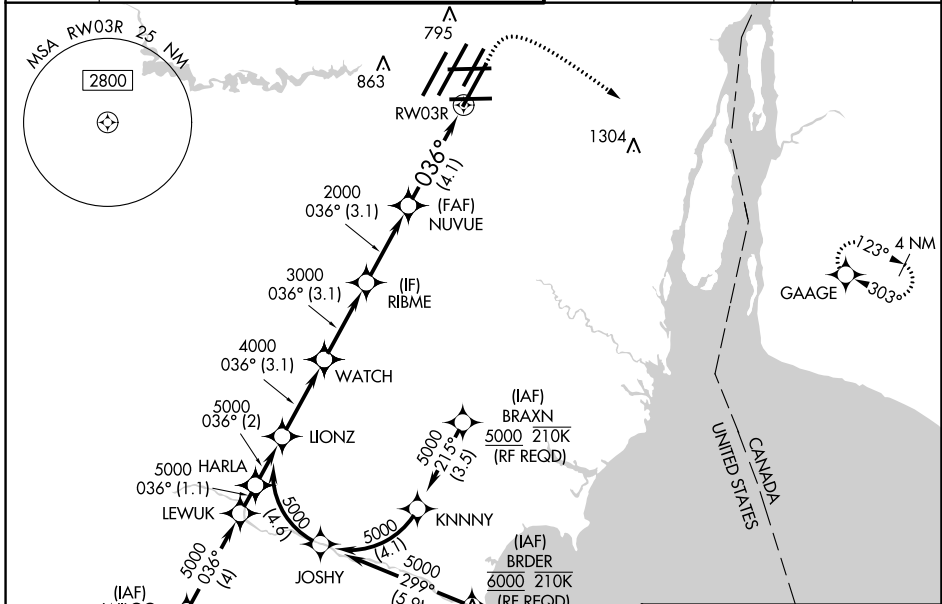 MSA RW03R 25 NM
2800
795
863
RW03R
1304
036°
(4.1)
2000
036° (3.1)
(FAF)
NUVUE
123°
4 NM
303°
GAAGE
3000
036° (3.1)
(IF)
RIBME
4000
036° (3.1)
WATCH
5000
036° (2)
LIONZ
(IAF)
BRAXN
5000 210K
(RF REQD)
5000
215°
(3.5)
CANADA
UNITED STATES
HARLA
5000
036° (1.1)
LEWUK
5000
(4.6)
KNNNY
5000
(4.1)
JOSHY
5000
036°
(4)
5000
299°
(IAF)
BRDER
6000 210K
(RF REQD)
(IAF)